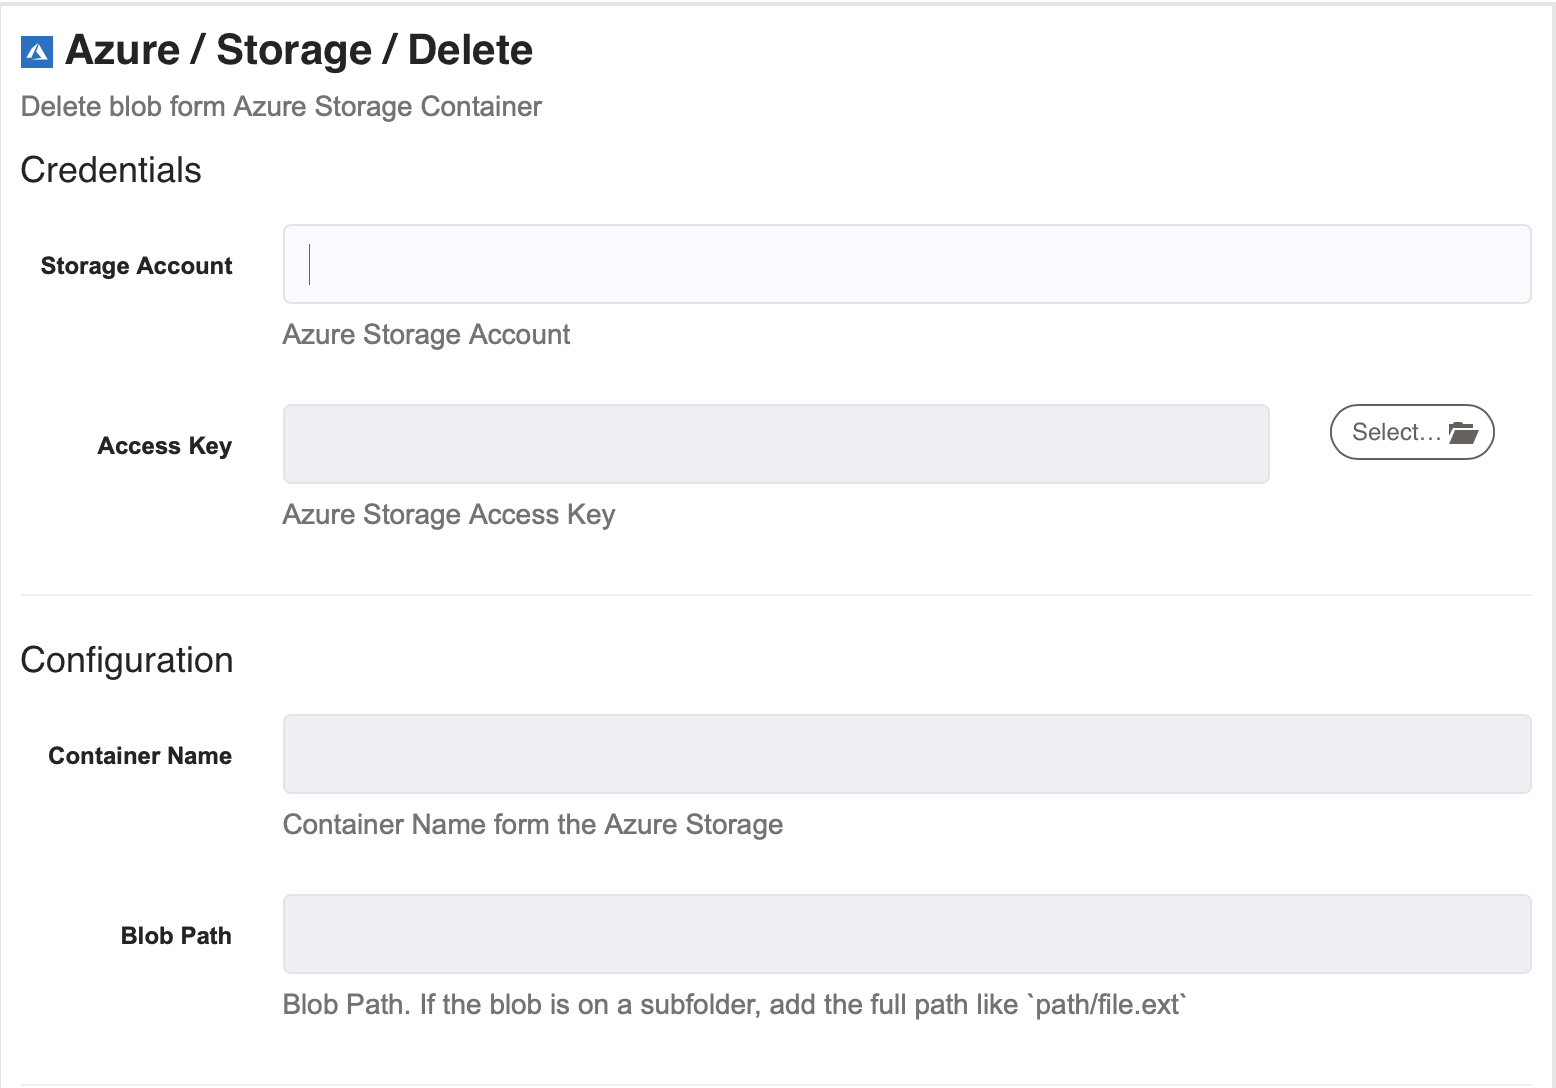 Azure / Storage / Delete
Delete blob form Azure Storage Container
Credentials
Storage Account
Azure Storage Account
Access Key
Select...
Azure Storage Access Key
Configuration
Container Name
Container Name form the Azure Storage
Blob Path
Blob Path. If the blob is on a subfolder, add the full path like `path/file.ext`